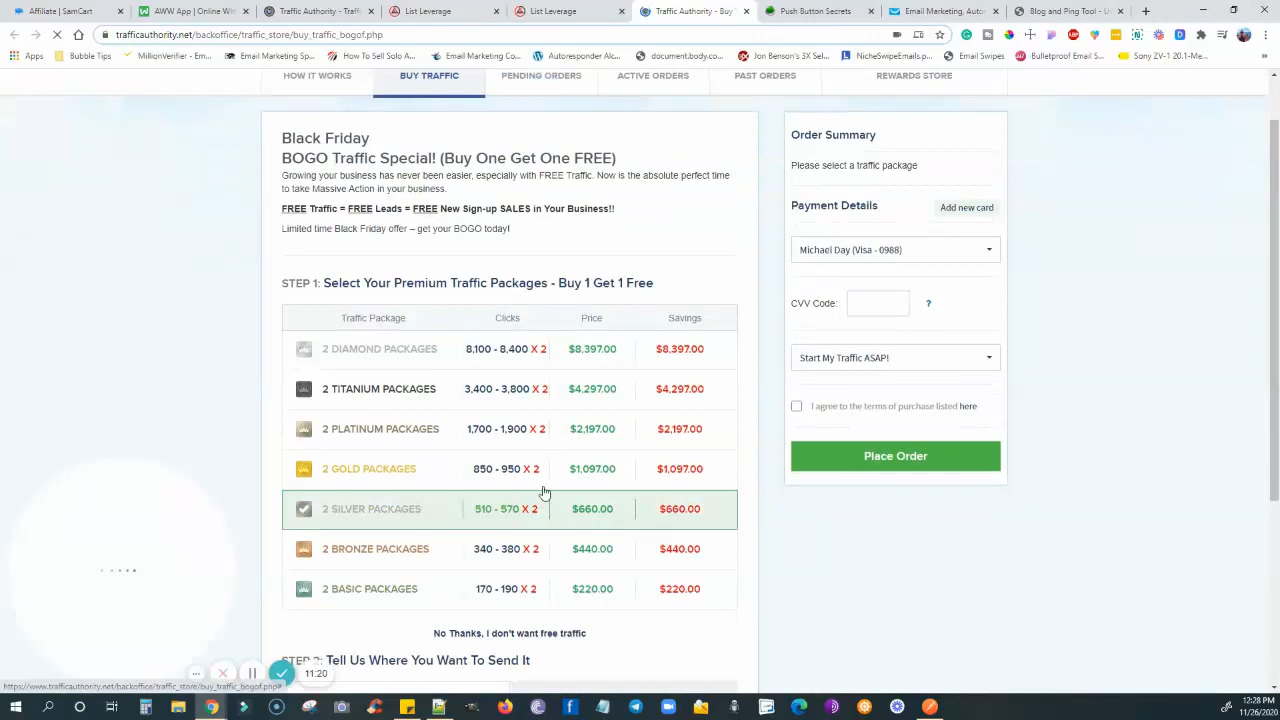 Affiliate | SamCart
AWW App | Online Whi
Traffic Authority - Buy T
List Leverage
List Leverage
Traffic Authority - Buy
Push Button Secrets
Email Marketing, Autor
Blog and Ping Tool - U
trafficauthority.net/backoffice/traffic_store/buy_traffic_bogof.php
Apps
Bubble Tips
MillionVerifier - Em...
How I Sell Solo A...
Email Marketing Co...
Autoresponder Alc...
document.body.con...
Jon Benson's 3X Sel...
NicheSwipeEmails.p...
Email Secrets
Bulletproof Email S...
Sony ZV-1 20.1-Me...
HOW IT WORKS
BUY TRAFFIC
PENDING ORDERS
ACTIVE ORDERS
PAST ORDERS
REWARDS STORE
Black Friday
BOGO Traffic Special! (Buy One Get One FREE)
Growing your business has never been easier, especially with FREE Traffic. Now is the absolute perfect time
to take Massive Action in your business.
FREE Traffic = FREE Leads = FREE New Sign-up SALES in Your Business!!
Limited time Black Friday offer – get your BOGO today!
STEP 1: Select Your Premium Traffic Packages - Buy 1 Get 1 Free
Traffic Package Clicks Price Savings
2 DIAMOND PACKAGES 8,100 - 8,400 X 2 $8,397.00 $8,397.00
2 TITANIUM PACKAGES 3,400 - 3,800 X 2 $4,297.00 $4,297.00
2 PLATINUM PACKAGES 1,700 - 1,900 X 2 $2,197.00 $2,197.00
2 GOLD PACKAGES 850 - 950 X 2 $1,097.00 $1,097.00
2 SILVER PACKAGES 510 - 570 X 2 $660.00 $660.00
2 BRONZE PACKAGES 340 - 380 X 2 $440.00 $440.00
2 BASIC PACKAGES 170 - 190 X 2 $220.00 $220.00
No Thanks, I don't want free traffic
STEP 2: Tell Us Where You Want To Send It
Order Summary
Please select a traffic package
Payment Details Add new card
Michael Day (Visa - 0988)
CVV Code: ?
Start My Traffic ASAP!
I agree to the terms of purchase listed here
Place Order
11:20
https://www.trafficauthority.net/backoffice/traffic_store/buy_traffic_bogof.php#
12:28 PM
11/26/2020